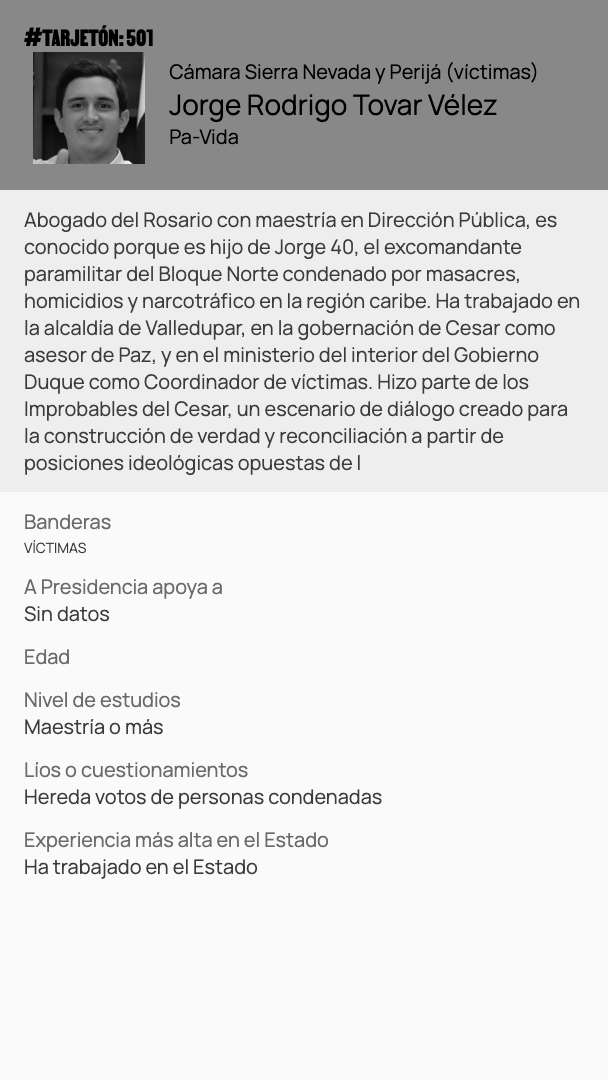 #TARJETÓN: 501
Cámara Sierra Nevada y Perijá (víctimas)
Jorge Rodrigo Tovar Vélez
Pa-Vida
Abogado del Rosario con maestría en Dirección Pública, es
conocido porque es hijo de Jorge 40, el excomandante
paramilitar del Bloque Norte condenado por masacres,
homicidios y narcotráfico en la región caribe. Ha trabajado en
la alcaldía de Valledupar, en la gobernación de Cesar como
asesor de Paz, y en el ministerio del interior del Gobierno
Duque como Coordinador de víctimas. Hizo parte de los
Improbables del Cesar, un escenario de diálogo creado para
la construcción de verdad y reconciliación a partir de
posiciones ideológicas opuestas de l
Banderas
VÍCTIMAS
A Presidencia apoya a
Sin datos
Edad
Nivel de estudios
Maestría o más
Líos o cuestionamientos
Hereda votos de personas condenadas
Experiencia más alta en el Estado
Ha trabajado en el Estado